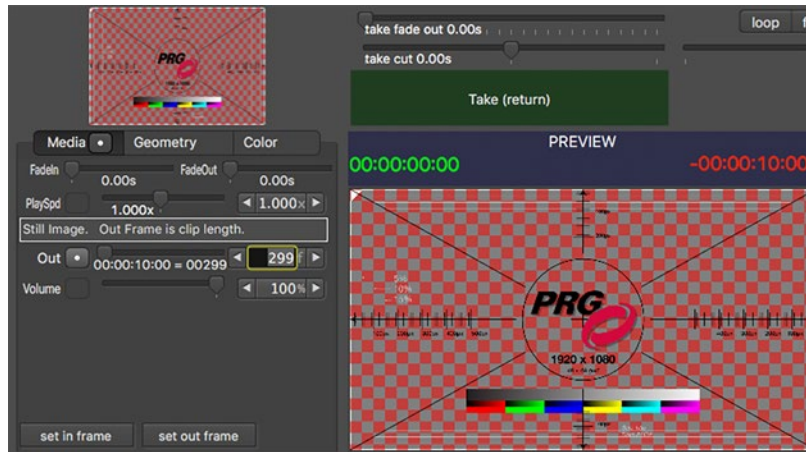 take fade out 0.00s
loop
take cut 0.00s
Take (return)
PREVIEW
00:00:00:00
-00:00:10:00
PRG
Media
Geometry
Color
FadeIn
0.00s
FadeOut
0.00s
PlaySpd
1.000x
1.000x
Still Image. Out Frame is clip length.
Out
00:00:10:00 = 00299
299f
Volume
100%
set in frame
set out frame
5%
10%
PRG
1920 x 1080